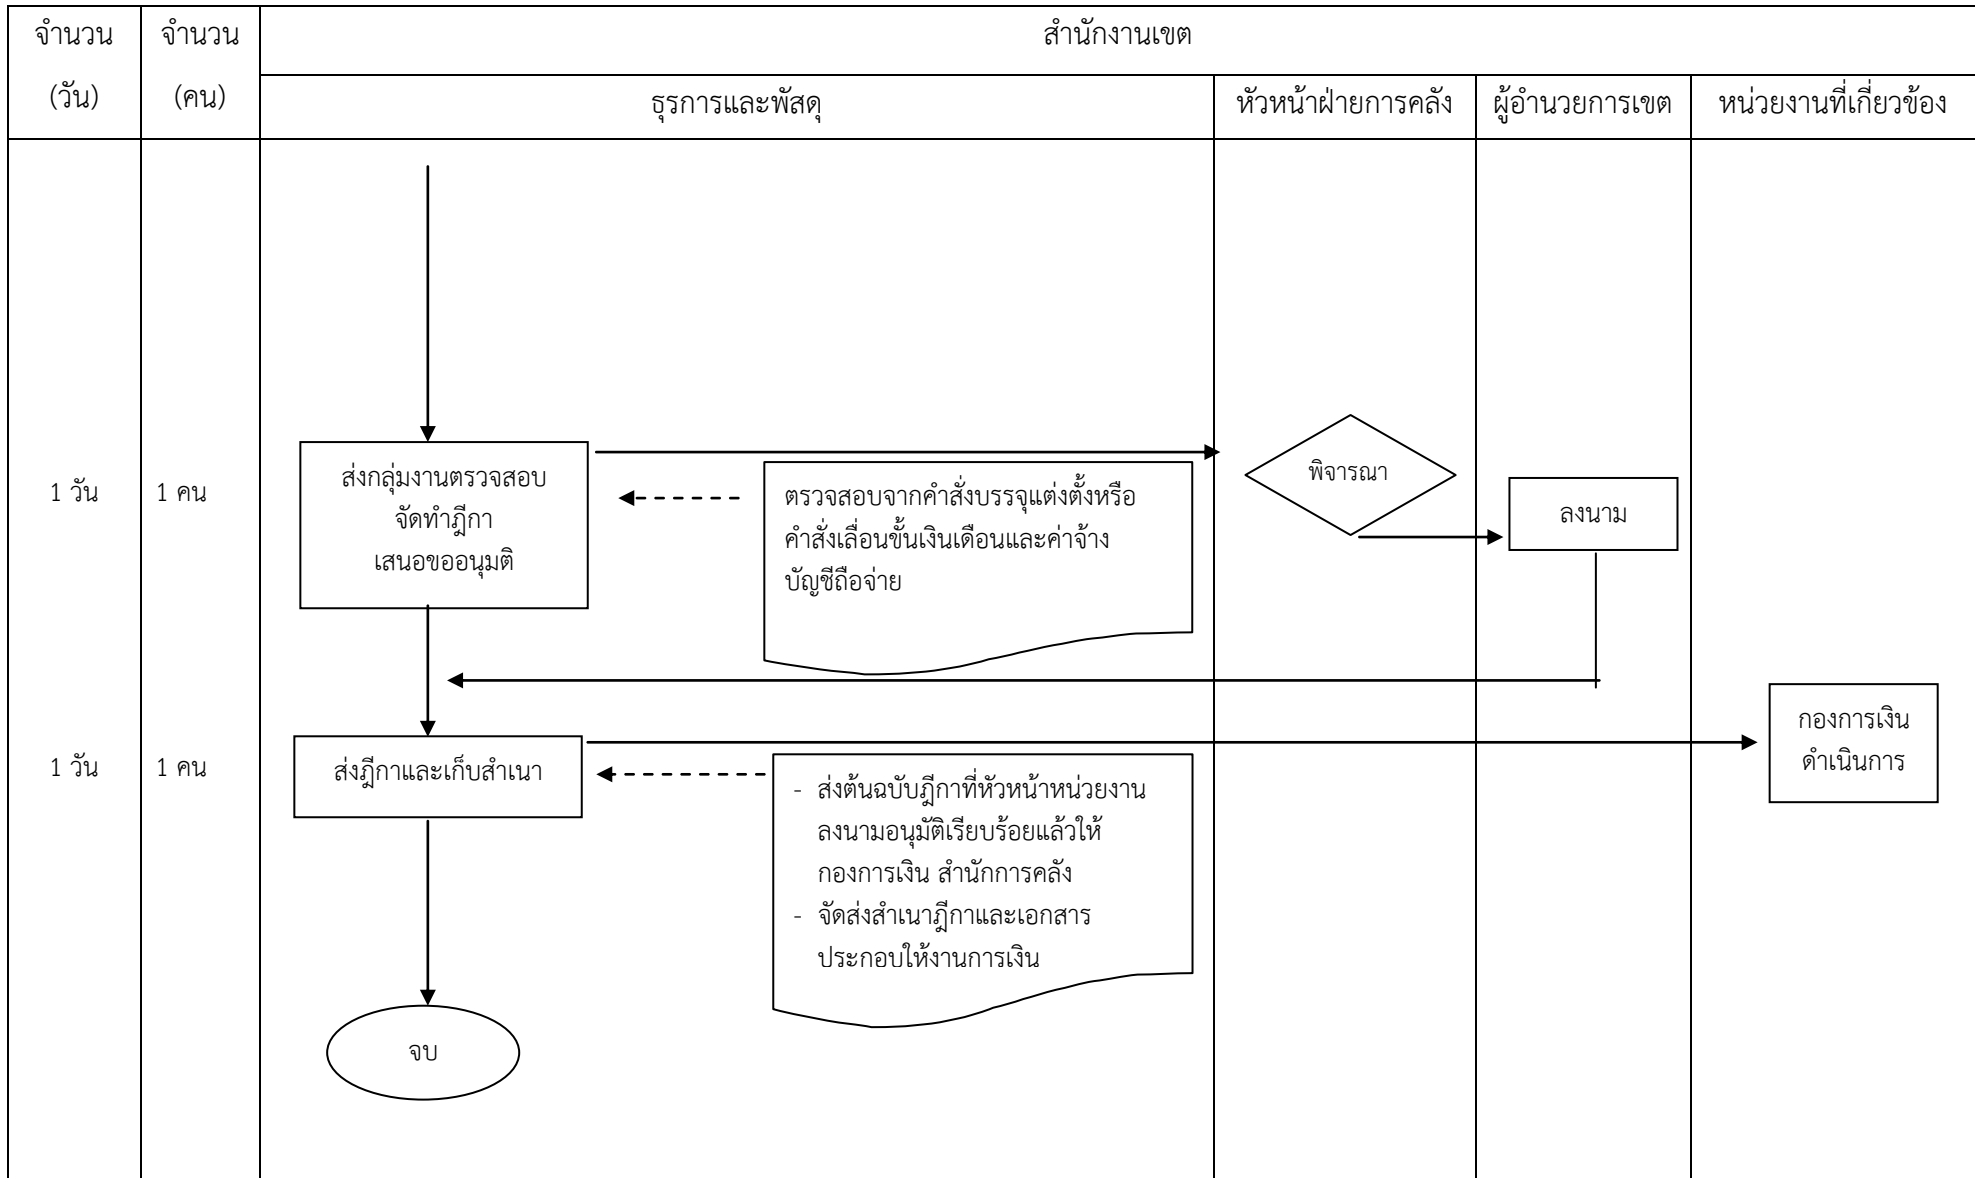 จำนวน
(วัน)
จำนวน
(คน)
สำนักงานเขต
ธุรการและพัสดุ
หัวหน้าฝ่ายการคลัง
ผู้อำนวยการเขต
หน่วยงานที่เกี่ยวข้อง
1 วัน
1 คน
ส่งกลุ่มงานตรวจสอบ
จัดทำฎีกา
เสนอขออนุมติ
ตรวจสอบจากคำสั่งบรรจุแต่งตั้งหรือ
คำสั่งเลื่อนขั้นเงินเดือนและค่าจ้าง
บัญชีถือจ่าย
พิจารณา
ลงนาม
1 วัน
1 คน
ส่งฎีกาและเก็บสำเนา
- ส่งต้นฉบับฎีกาที่หัวหน้าหน่วยงาน
ลงนามอนุมัติเรียบร้อยแล้วให้
กองการเงิน สำนักการคลัง
- จัดส่งสำเนาฎีกาและเอกสาร
ประกอบให้งานการเงิน
กองการเงิน
ดำเนินการ
จบ